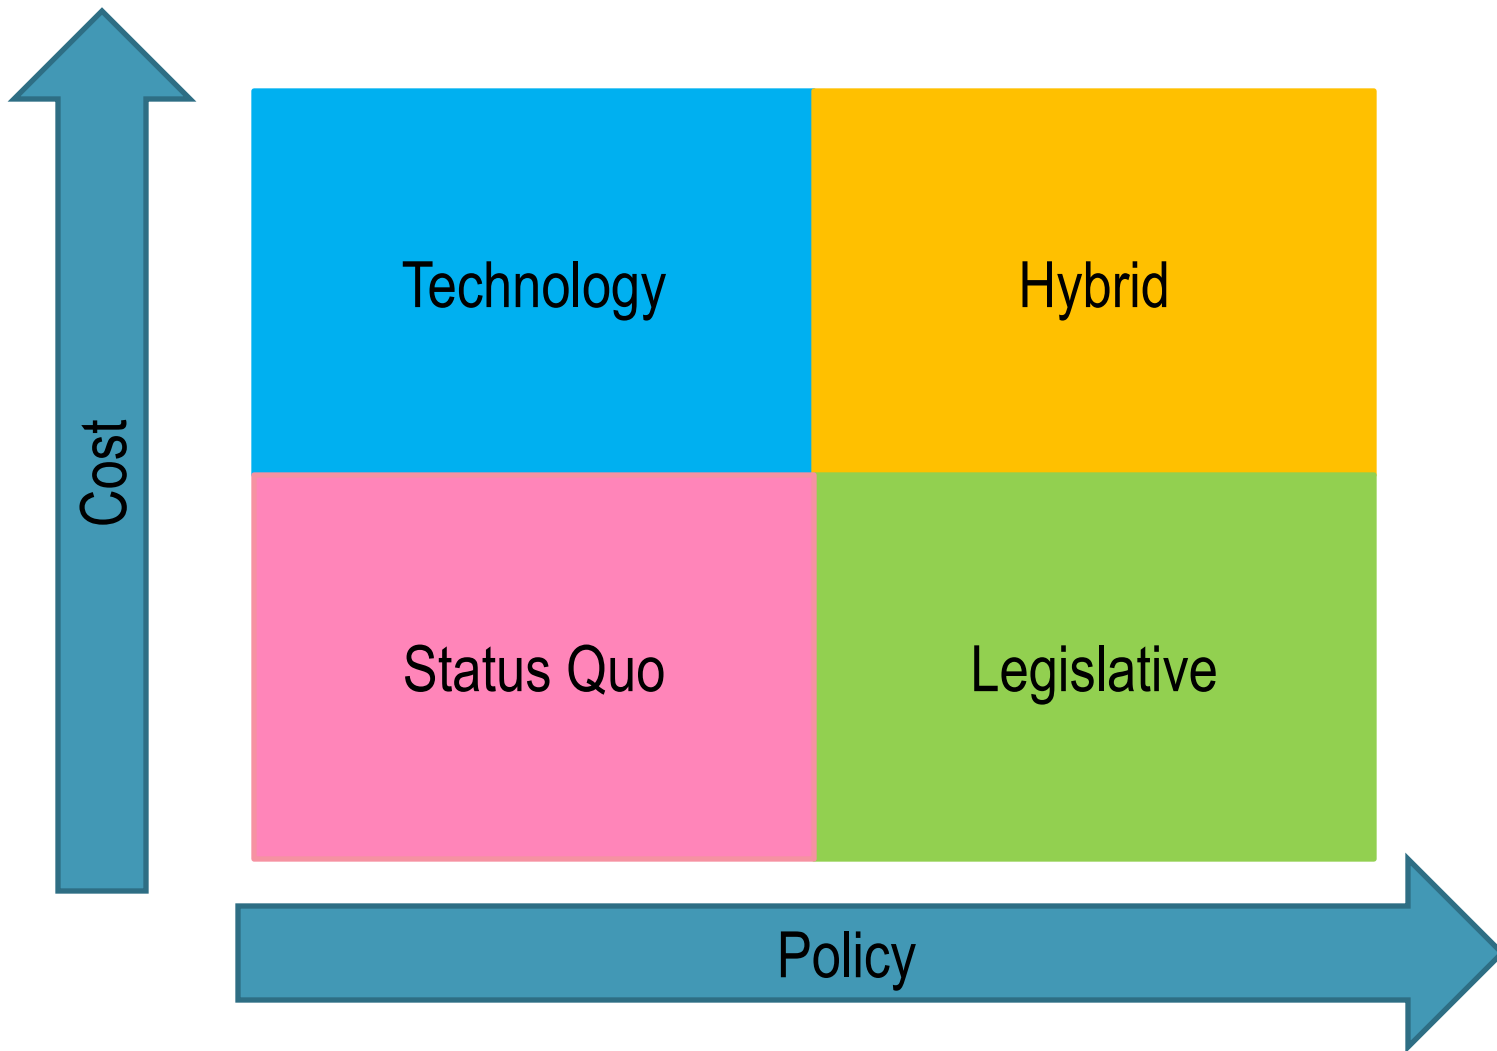 Technology
Hybrid
Cost
Status Quo
Legislative
Policy